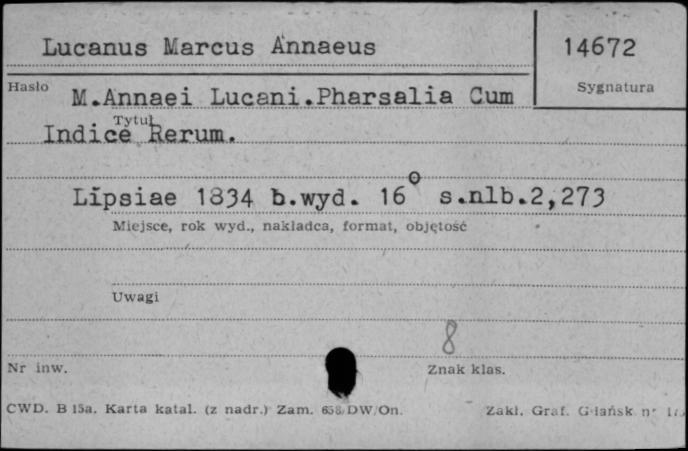 Lucanus Marcus Annaeus
14672
Hasło
Sygnatura
M.Annaei Lucani.Pharsalia Cum
Tytuł
Indice Rerum.
Lipsiae 1834 b.wyd. 16° s.nlb.2,273
Miejsce, rok wyd., nakładca, format, objętość
Uwagi
8
Nr inw.
Znak klas.
CWD. B 15a. Karta katal. (z nadr.) Zam. 658/DW/On.
Zakł. Graf. Gdańsk nr